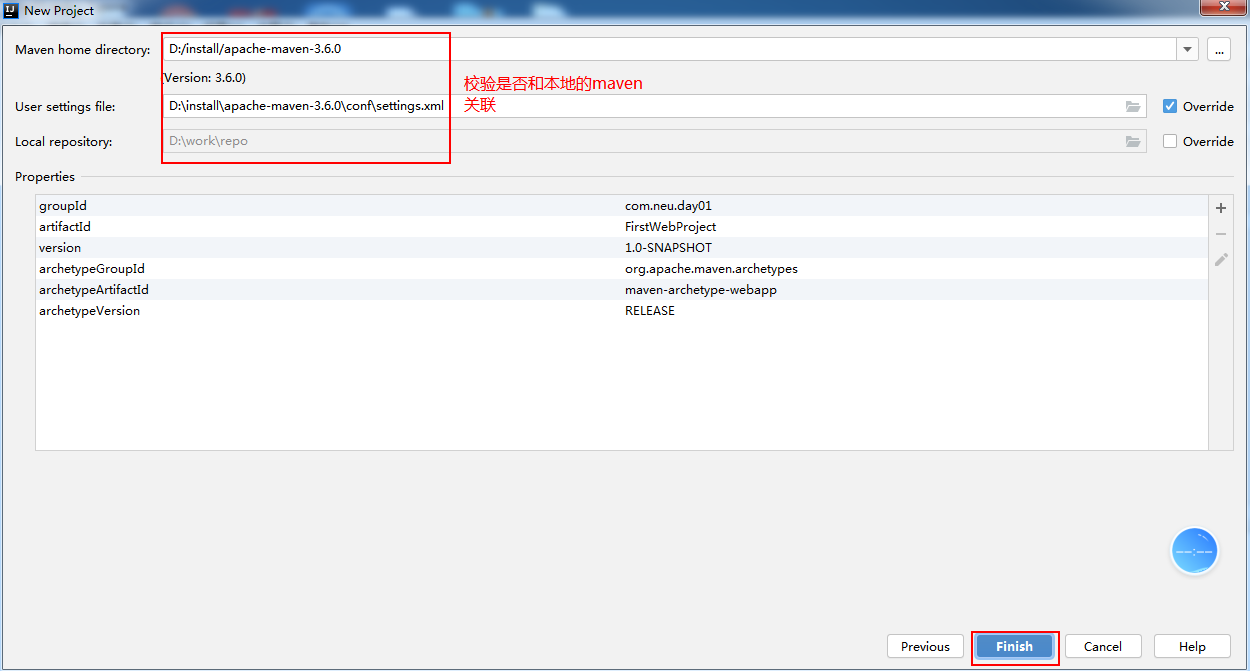 New Project
Maven home directory: D:/install/apache-maven-3.6.0 ...
(Version: 3.6.0)
校验是否和本地的maven
关联
User settings file: D:\install\apache-maven-3.6.0\conf\settings.xml Override
Local repository: D:\work\repo Override
Properties
groupId com.neu.day01
artifactId FirstWebProject
version 1.0-SNAPSHOT
archetypeGroupId org.apache.maven.archetypes
archetypeArtifactId maven-archetype-webapp
archetypeVersion RELEASE
Previous Finish Cancel Help